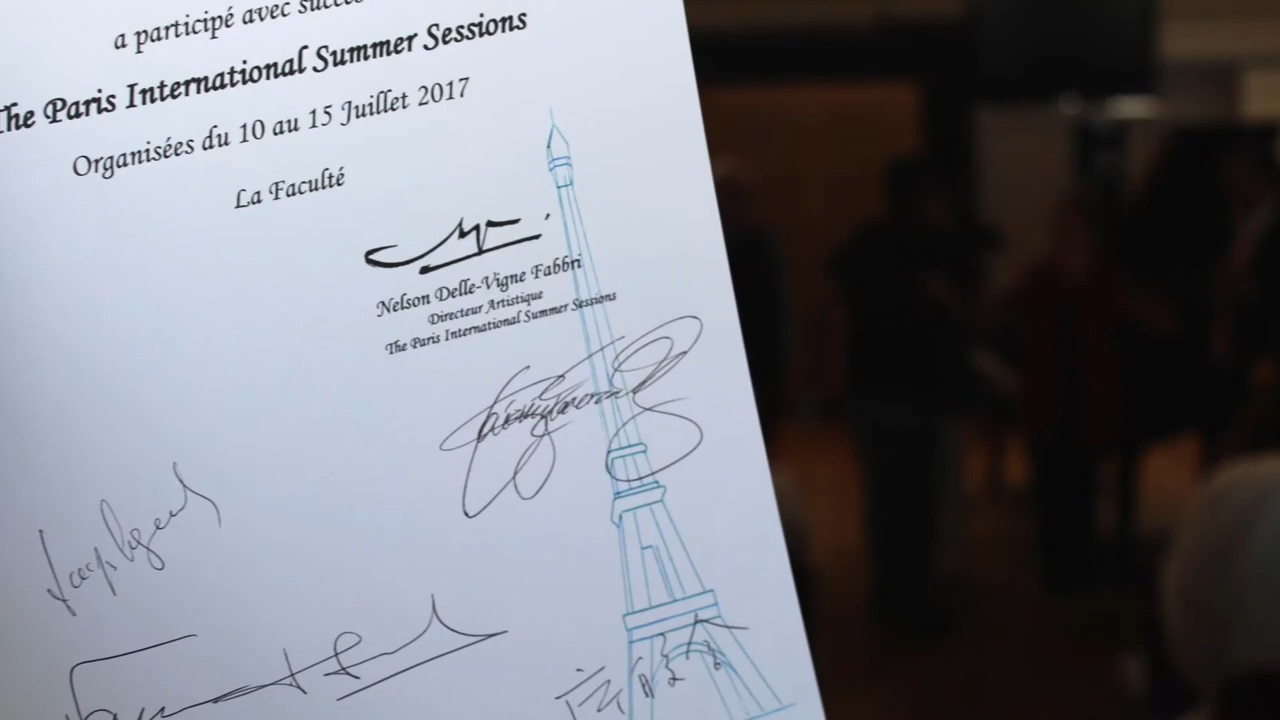 a participé avec
The Paris International Summer Sessions
Organisées du 10 au 15 Juillet 2017
La Faculté
Nelson Delle-Vigne Fabbri
Directeur Artistique
The Paris International Summer Sessions